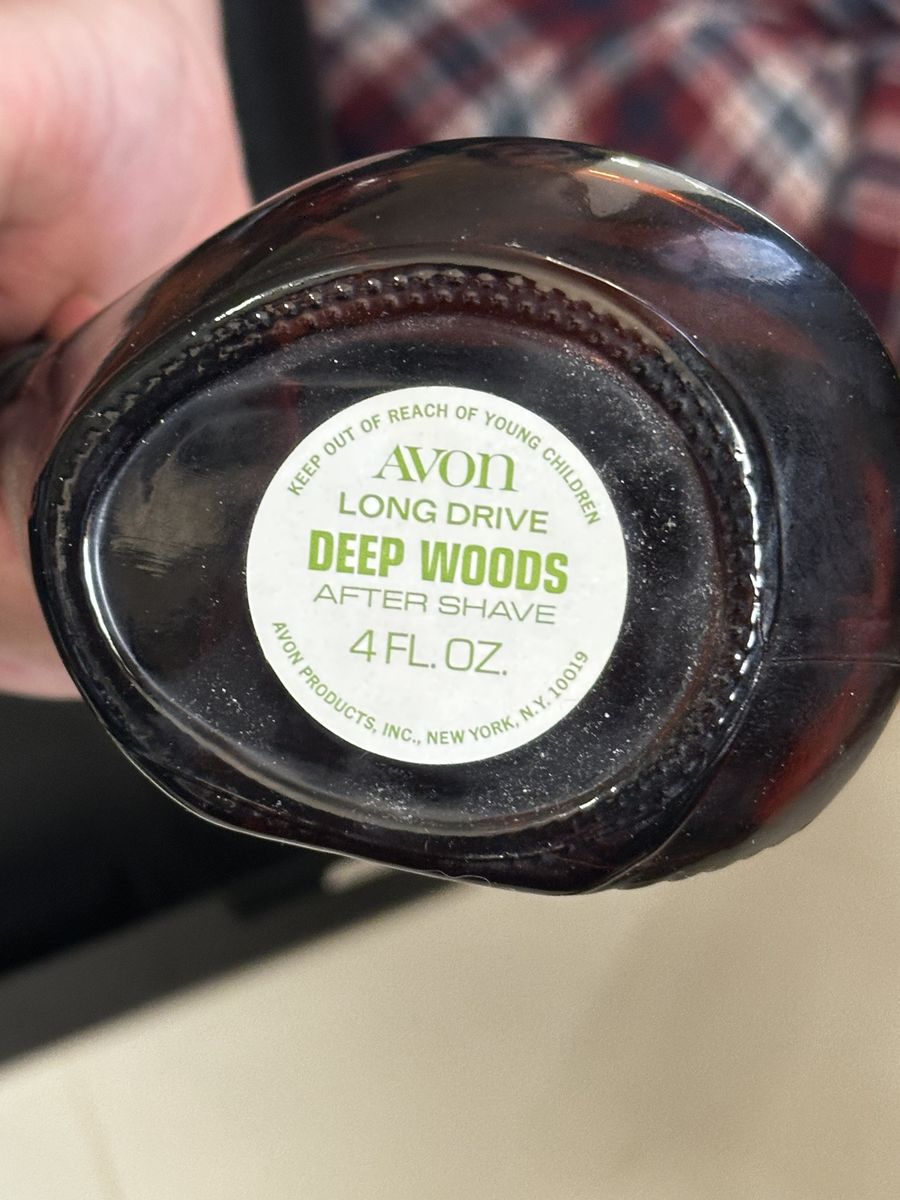 KEEP OUT OF REACH OF YOUNG CHILDREN
AVON
LONG DRIVE
DEEP WOODS
AFTER SHAVE
4 FL. OZ.
AVON PRODUCTS, INC., NEW YORK, N.Y. 10019